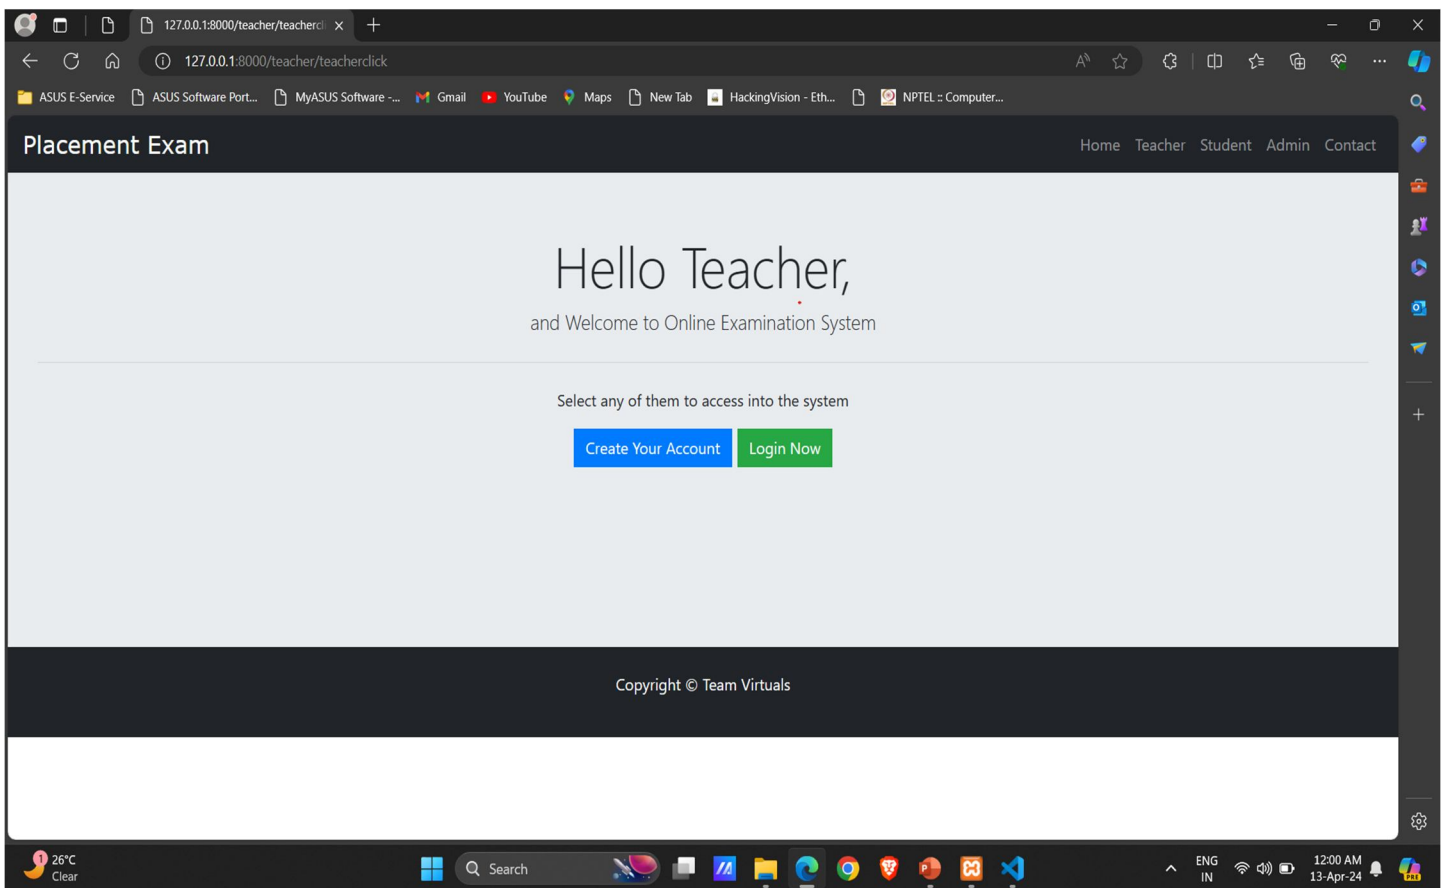 127.0.0.1:8000/teacher/teachercli
127.0.0.1:8000/teacher/teacherclick
ASUS E-Service ASUS Software Port... MyASUS Software -... Gmail YouTube Maps New Tab HackingVision - Eth... NPTEL :: Computer...
Placement Exam Home Teacher Student Admin Contact
Hello Teacher,
and Welcome to Online Examination System
Select any of them to access into the system
Create Your Account Login Now
Copyright © Team Virtuals
1 26°C Search ENG 12:00 AM
Clear IN 13-Apr-24 PRE